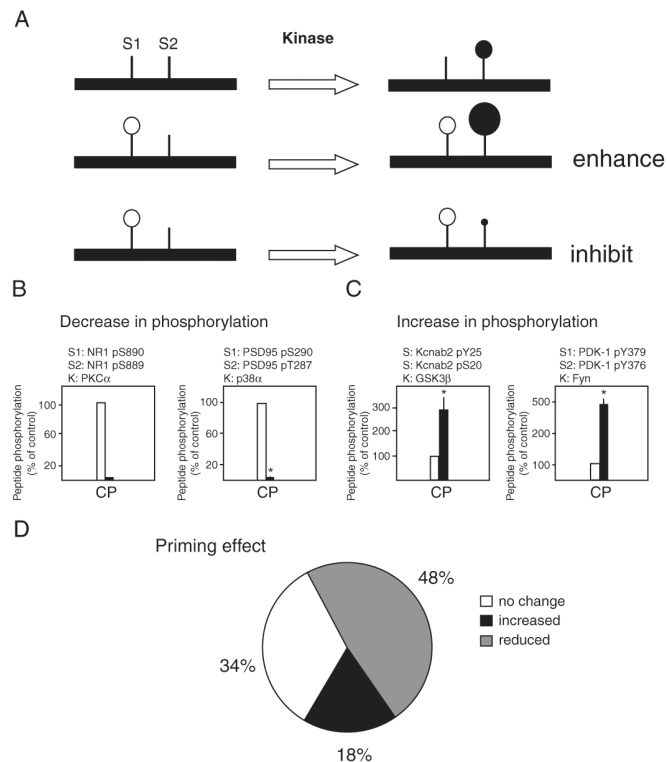 A
S1 S2
Kinase
enhance
inhibit
B
Decrease in phosphorylation
S1: NR1 pS890
S2: NR1 pS889
K: PKCα
Peptide phosphorylation
(% of control)
100
60
20
CP
S1: PSD95 pS290
S2: PSD95 pT287
K: p38α
Peptide phosphorylation
(% of control)
100
60
20
*
CP
C
Increase in phosphorylation
S: Kcnab2 pY25
S: Kcnab2 pS20
K: GSK3β
Peptide phosphorylation
(% of control)
300
100
*
CP
S1: PDK-1 pY379
S2: PDK-1 pY376
K: Fyn
Peptide phosphorylation
(% of control)
500
200
100
*
CP
D
Priming effect
48%
34%
18%
no change
increased
reduced